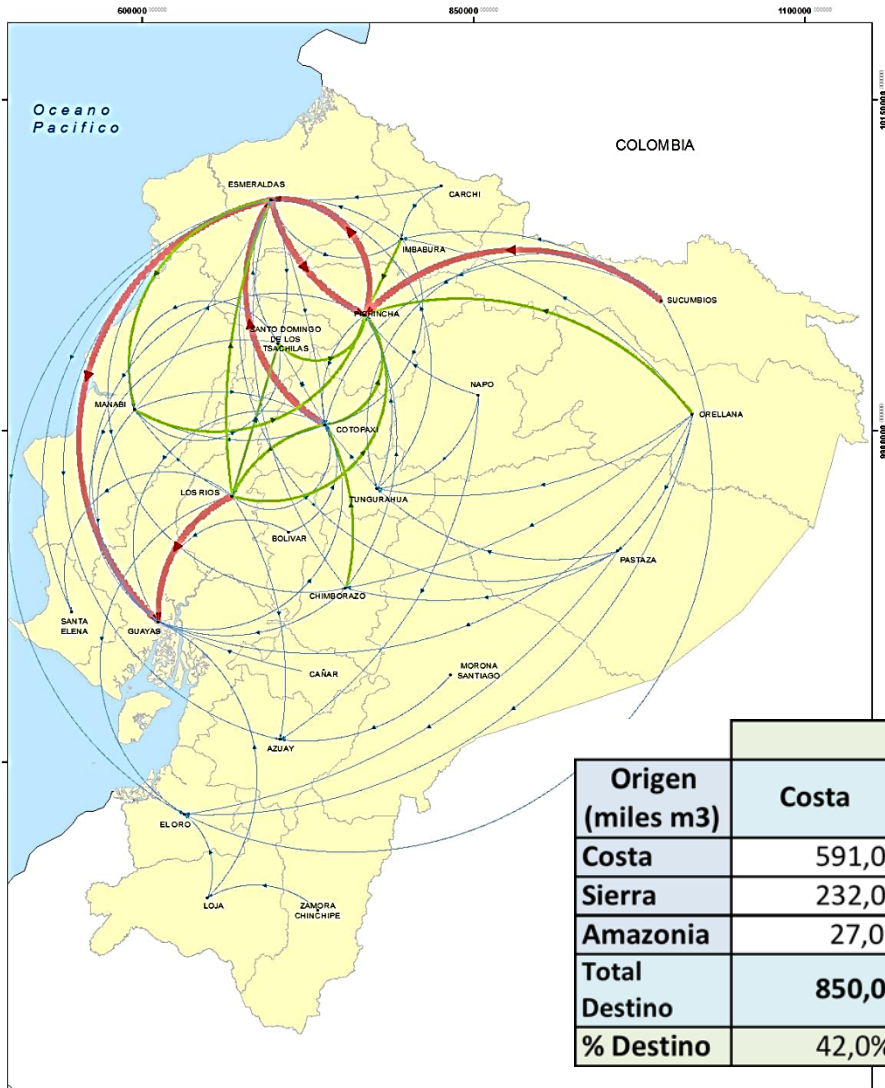 600000
850000
1100000
Oceano
Pacifico
COLOMBIA
ESMERALDAS
CARCHI
IMBABURA
SUCUMBIOS
PICHINCHA
SANTO DOMINGO
DE LOS
TSACHILAS
NAPO
MANABI
ORELLANA
COTOPAXI
LOS RIOS
TUNGURAHUA
BOLIVAR
PASTAZA
CHIMBORAZO
SANTA
ELENA
GUAYAS
CAÑAR
MORONA
SANTIAGO
AZUAY
EL ORO
LOJA
ZAMORA
CHINCHIPE
Origen
(miles m3)
Costa
Costa 591,0
Sierra 232,0
Amazonia 27,0
Total
Destino
850,0
% Destino 42,0%